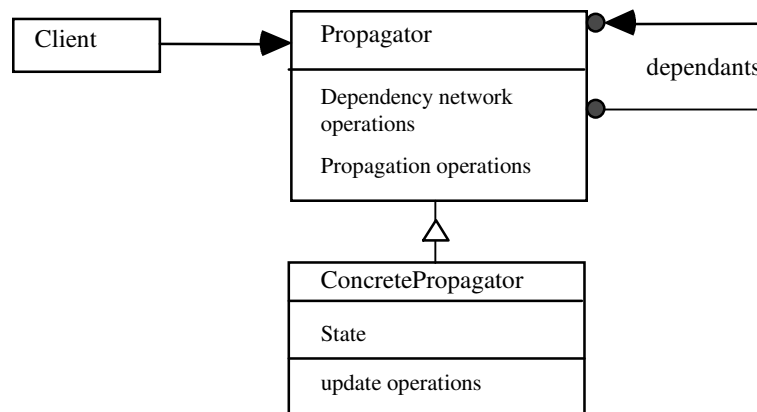 Client
Propagator
dependants
Dependency network
operations
Propagation operations
ConcretePropagator
State
update operations